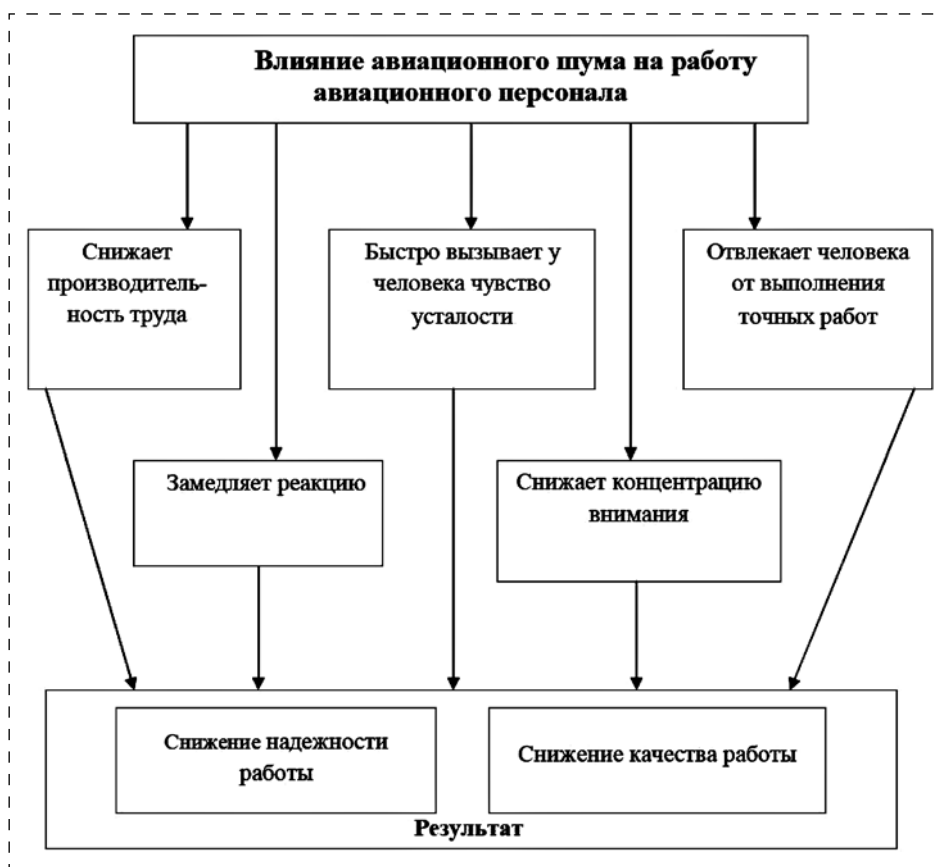 Влияние авиационного шума на работу
авиационного персонала
Снижает
производитель-
ность труда
Быстро вызывает у
человека чувство
усталости
Отвлекает человека
от выполнения
точных работ
Замедляет реакцию
Снижает концентрацию
внимания
Снижение надежности
работы
Снижение качества работы
Результат